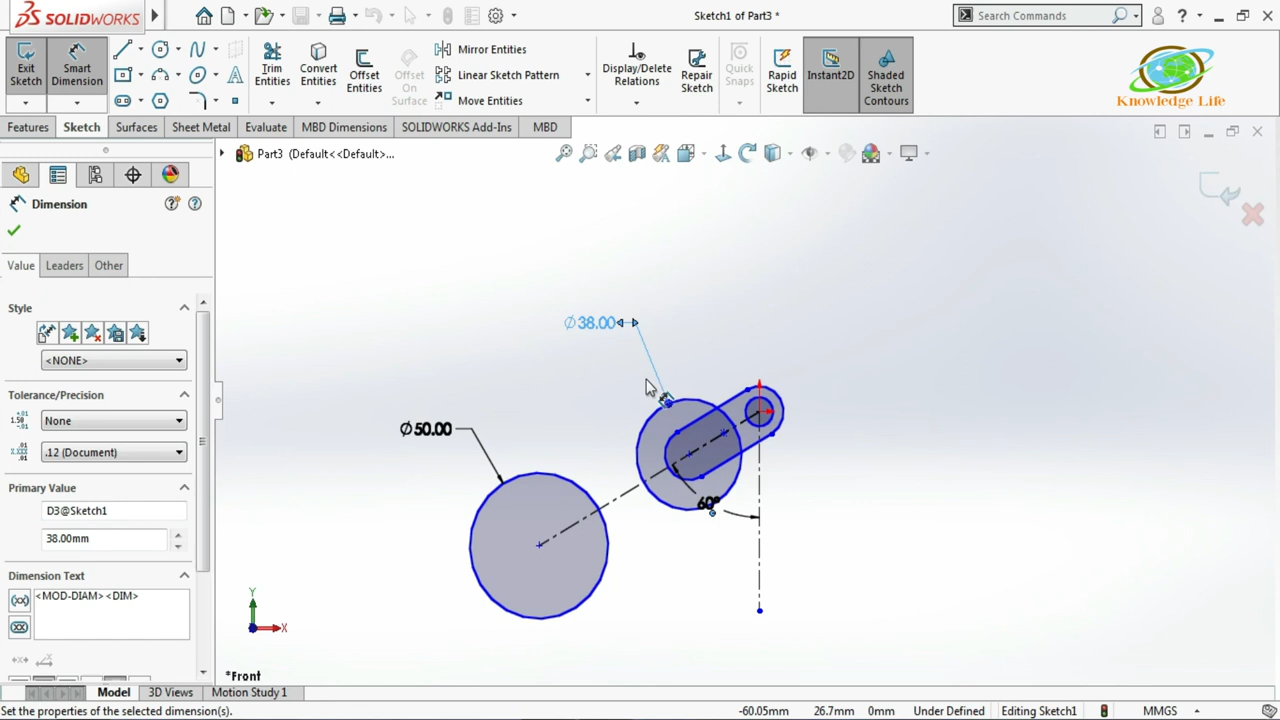 SOLIDWORKS
Sketch1 of Part3 *
Search Commands
Exit Sketch
Smart Dimension
Trim Entities
Convert Entities
Offset Entities
Offset On Surface
Mirror Entities
Linear Sketch Pattern
Move Entities
Display/Delete Relations
Repair Sketch
Quick Snaps
Rapid Sketch
Instant2D
Shaded Sketch Contours
Knowledge Life
Features
Sketch
Surfaces
Sheet Metal
Evaluate
MBD Dimensions
SOLIDWORKS Add-Ins
MBD
Part3 (Default<<Default>...
Dimension
Value
Leaders
Other
Style
<NONE>
Tolerance/Precision
None
.12 (Document)
Primary Value
D3@Sketch1
38.00mm
Dimension Text
<MOD-DIAM><DIM>
∅38.00
∅50.00
60°
Y
X
*Front
Model
3D Views
Motion Study 1
Set the properties of the selected dimension(s).
-60.05mm
26.7mm
0mm
Under Defined
Editing Sketch1
MMGS